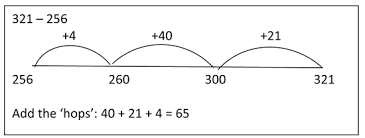 321 – 256
+4 +40 +21
256 260 300 321
Add the ‘hops’: 40 + 21 + 4 = 65